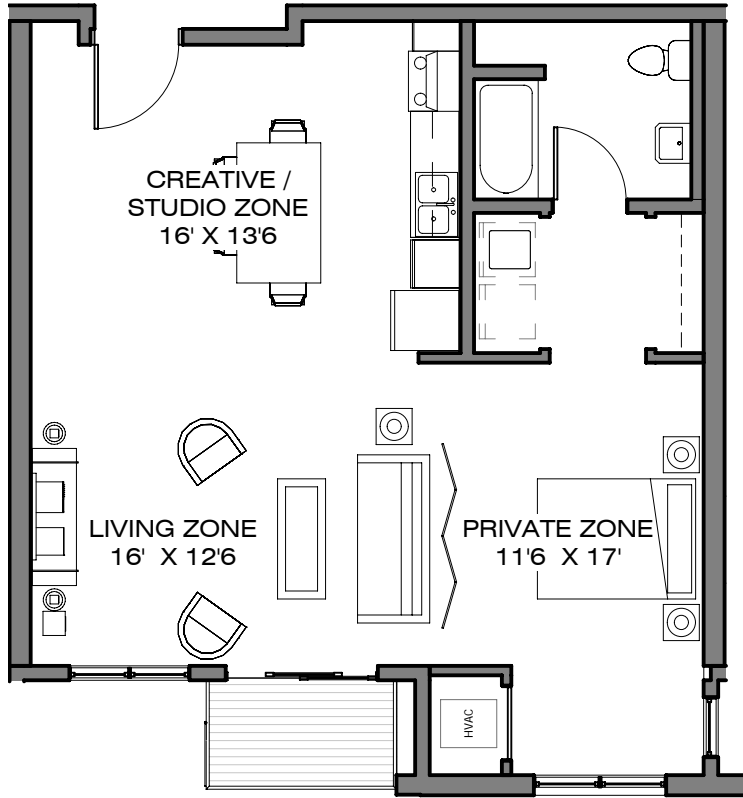 CREATIVE /
STUDIO ZONE
16' X 13'6
LIVING ZONE
16' X 12'6
PRIVATE ZONE
11'6 X 17'
HVAC